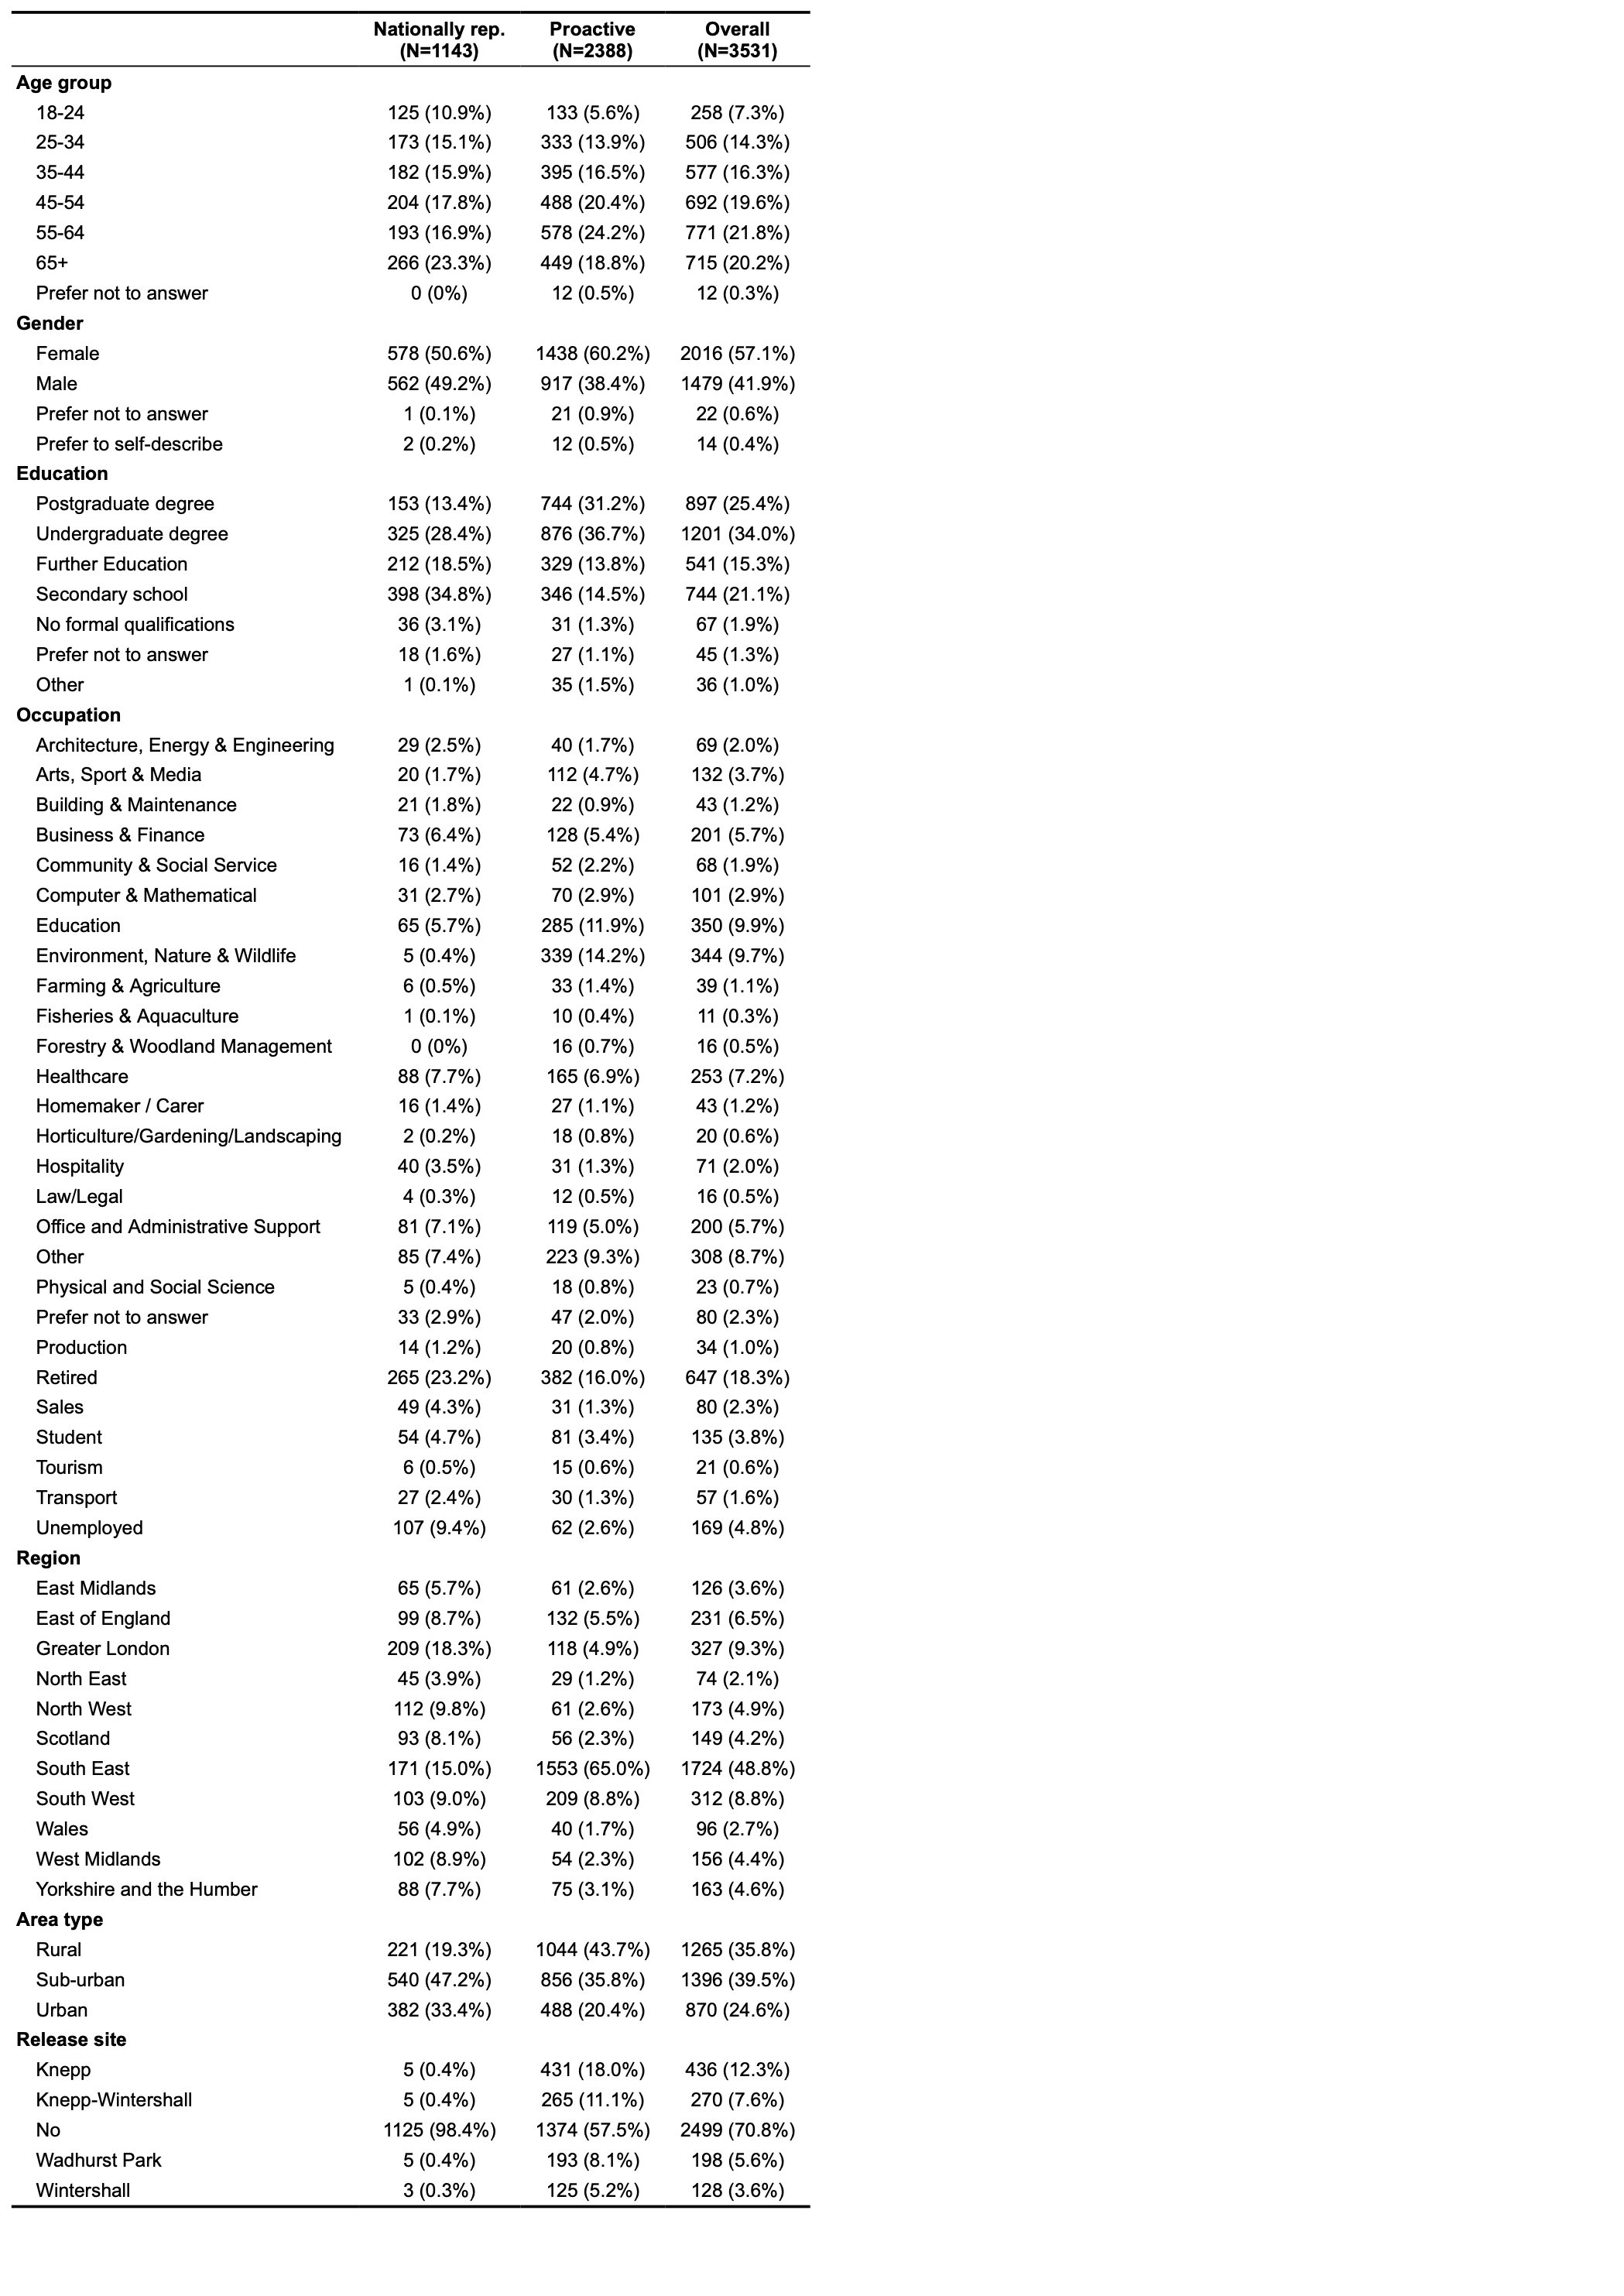 Nationally rep. Proactive Overall
(N=1143) (N=2388) (N=3531)
Age group
18-24 125 (10.9%) 133 (5.6%) 258 (7.3%)
25-34 173 (15.1%) 333 (13.9%) 506 (14.3%)
35-44 182 (15.9%) 395 (16.5%) 577 (16.3%)
45-54 204 (17.8%) 488 (20.4%) 692 (19.6%)
55-64 193 (16.9%) 578 (24.2%) 771 (21.8%)
65+ 266 (23.3%) 449 (18.8%) 715 (20.2%)
Prefer not to answer 0 (0%) 12 (0.5%) 12 (0.3%)
Gender
Female 578 (50.6%) 1438 (60.2%) 2016 (57.1%)
Male 562 (49.2%) 917 (38.4%) 1479 (41.9%)
Prefer not to answer 1 (0.1%) 21 (0.9%) 22 (0.6%)
Prefer to self-describe 2 (0.2%) 12 (0.5%) 14 (0.4%)
Education
Postgraduate degree 153 (13.4%) 744 (31.2%) 897 (25.4%)
Undergraduate degree 325 (28.4%) 876 (36.7%) 1201 (34.0%)
Further Education 212 (18.5%) 329 (13.8%) 541 (15.3%)
Secondary school 398 (34.8%) 346 (14.5%) 744 (21.1%)
No formal qualifications 36 (3.1%) 31 (1.3%) 67 (1.9%)
Prefer not to answer 18 (1.6%) 27 (1.1%) 45 (1.3%)
Other 1 (0.1%) 35 (1.5%) 36 (1.0%)
Occupation
Architecture, Energy & Engineering 29 (2.5%) 40 (1.7%) 69 (2.0%)
Arts, Sport & Media 20 (1.7%) 112 (4.7%) 132 (3.7%)
Building & Maintenance 21 (1.8%) 22 (0.9%) 43 (1.2%)
Business & Finance 73 (6.4%) 128 (5.4%) 201 (5.7%)
Community & Social Service 16 (1.4%) 52 (2.2%) 68 (1.9%)
Computer & Mathematical 31 (2.7%) 70 (2.9%) 101 (2.9%)
Education 65 (5.7%) 285 (11.9%) 350 (9.9%)
Environment, Nature & Wildlife 5 (0.4%) 339 (14.2%) 344 (9.7%)
Farming & Agriculture 6 (0.5%) 33 (1.4%) 39 (1.1%)
Fisheries & Aquaculture 1 (0.1%) 10 (0.4%) 11 (0.3%)
Forestry & Woodland Management 0 (0%) 16 (0.7%) 16 (0.5%)
Healthcare 88 (7.7%) 165 (6.9%) 253 (7.2%)
Homemaker / Carer 16 (1.4%) 27 (1.1%) 43 (1.2%)
Horticulture/Gardening/Landscaping 2 (0.2%) 18 (0.8%) 20 (0.6%)
Hospitality 40 (3.5%) 31 (1.3%) 71 (2.0%)
Law/Legal 4 (0.3%) 12 (0.5%) 16 (0.5%)
Office and Administrative Support 81 (7.1%) 119 (5.0%) 200 (5.7%)
Other 85 (7.4%) 223 (9.3%) 308 (8.7%)
Physical and Social Science 5 (0.4%) 18 (0.8%) 23 (0.7%)
Prefer not to answer 33 (2.9%) 47 (2.0%) 80 (2.3%)
Production 14 (1.2%) 20 (0.8%) 34 (1.0%)
Retired 265 (23.2%) 382 (16.0%) 647 (18.3%)
Sales 49 (4.3%) 31 (1.3%) 80 (2.3%)
Student 54 (4.7%) 81 (3.4%) 135 (3.8%)
Tourism 6 (0.5%) 15 (0.6%) 21 (0.6%)
Transport 27 (2.4%) 30 (1.3%) 57 (1.6%)
Unemployed 107 (9.4%) 62 (2.6%) 169 (4.8%)
Region
East Midlands 65 (5.7%) 61 (2.6%) 126 (3.6%)
East of England 99 (8.7%) 132 (5.5%) 231 (6.5%)
Greater London 209 (18.3%) 118 (4.9%) 327 (9.3%)
North East 45 (3.9%) 29 (1.2%) 74 (2.1%)
North West 112 (9.8%) 61 (2.6%) 173 (4.9%)
Scotland 93 (8.1%) 56 (2.3%) 149 (4.2%)
South East 171 (15.0%) 1553 (65.0%) 1724 (48.8%)
South West 103 (9.0%) 209 (8.8%) 312 (8.8%)
Wales 56 (4.9%) 40 (1.7%) 96 (2.7%)
West Midlands 102 (8.9%) 54 (2.3%) 156 (4.4%)
Yorkshire and the Humber 88 (7.7%) 75 (3.1%) 163 (4.6%)
Area type
Rural 221 (19.3%) 1044 (43.7%) 1265 (35.8%)
Sub-urban 540 (47.2%) 856 (35.8%) 1396 (39.5%)
Urban 382 (33.4%) 488 (20.4%) 870 (24.6%)
Release site
Knepp 5 (0.4%) 431 (18.0%) 436 (12.3%)
Knepp-Wintershall 5 (0.4%) 265 (11.1%) 270 (7.6%)
No 1125 (98.4%) 1374 (57.5%) 2499 (70.8%)
Wadhurst Park 5 (0.4%) 193 (8.1%) 198 (5.6%)
Wintershall 3 (0.3%) 125 (5.2%) 128 (3.6%)